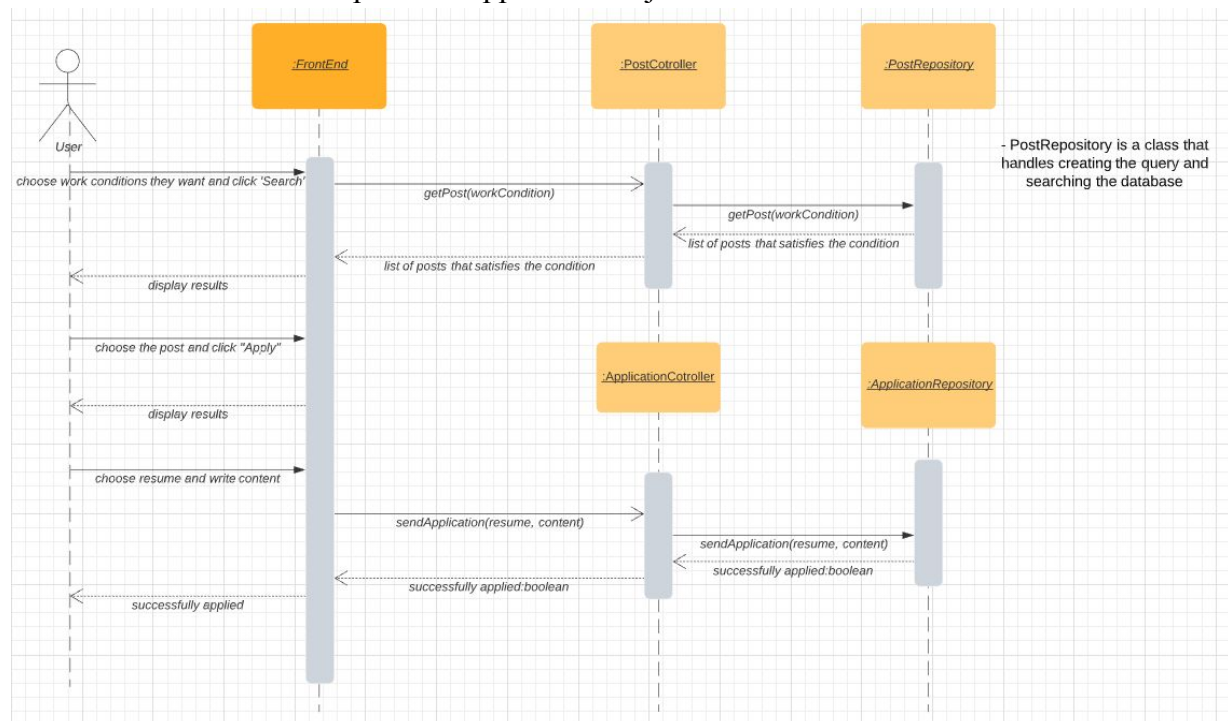 :FrontEnd
:PostCotroller
:PostRepository
User
- PostRepository is a class that
handles creating the query and
searching the database
choose work conditions they want and click 'Search'
getPost(workCondition)
getPost(workCondition)
list of posts that satisfies the condition
list of posts that satisfies the condition
display results
choose the post and click "Apply"
:ApplicationCotroller
:ApplicationRepository
display results
choose resume and write content
sendApplication(resume, content)
sendApplication(resume, content)
successfully applied:boolean
successfully applied:boolean
successfully applied